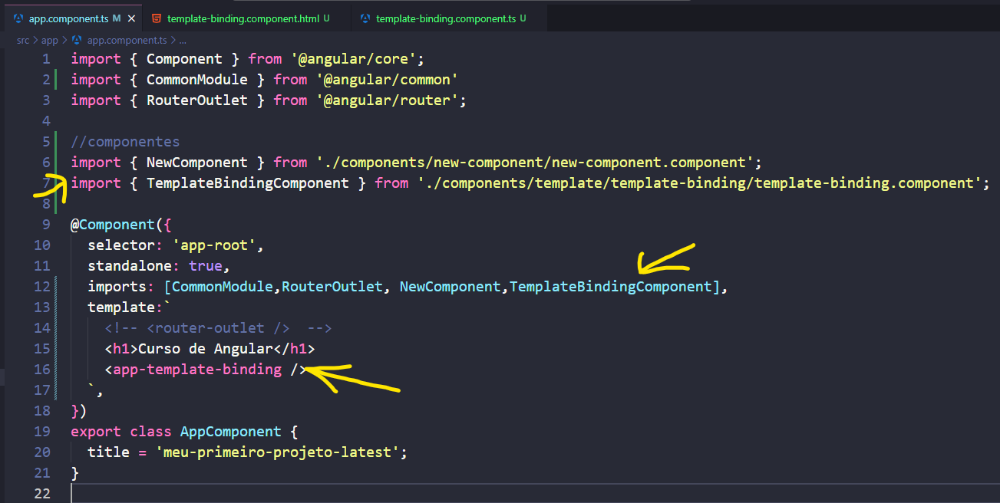 app.component.ts M ×
template-binding.component.html U
template-binding.component.ts U
src > app > app.component.ts > ...
1 import { Component } from '@angular/core';
2 import { CommonModule } from '@angular/common'
3 import { RouterOutlet } from '@angular/router';
4
5 //componentes
6 import { NewComponent } from './components/new-component/new-component.component';
7 import { TemplateBindingComponent } from './components/template/template-binding/template-binding.component';
8
9 @Component({
10 selector: 'app-root',
11 standalone: true,
12 imports: [CommonModule,RouterOutlet, NewComponent,TemplateBindingComponent],
13 template:`
14 <!-- <router-outlet /> -->
15 <h1>Curso de Angular</h1>
16 <app-template-binding />
17 `,
18 })
19 export class AppComponent {
20 title = 'meu-primeiro-projeto-latest';
21 }
22